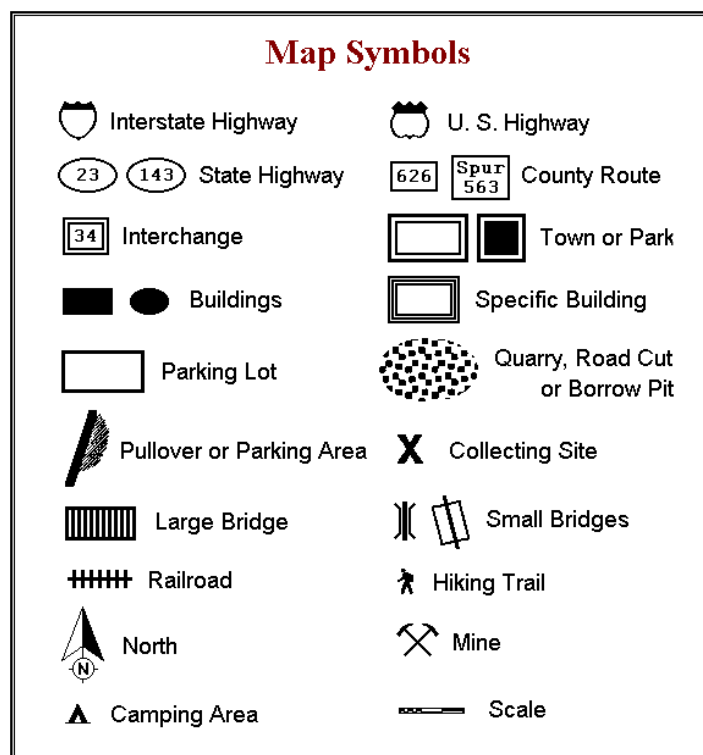 Map Symbols
Interstate Highway
U. S. Highway
23 143 State Highway
626 Spur 563 County Route
34 Interchange
Town or Park
Buildings
Specific Building
Parking Lot
Quarry, Road Cut
or Borrow Pit
Pullover or Parking Area
X Collecting Site
Large Bridge
Small Bridges
Railroad
Hiking Trail
N North
Mine
Camping Area
Scale